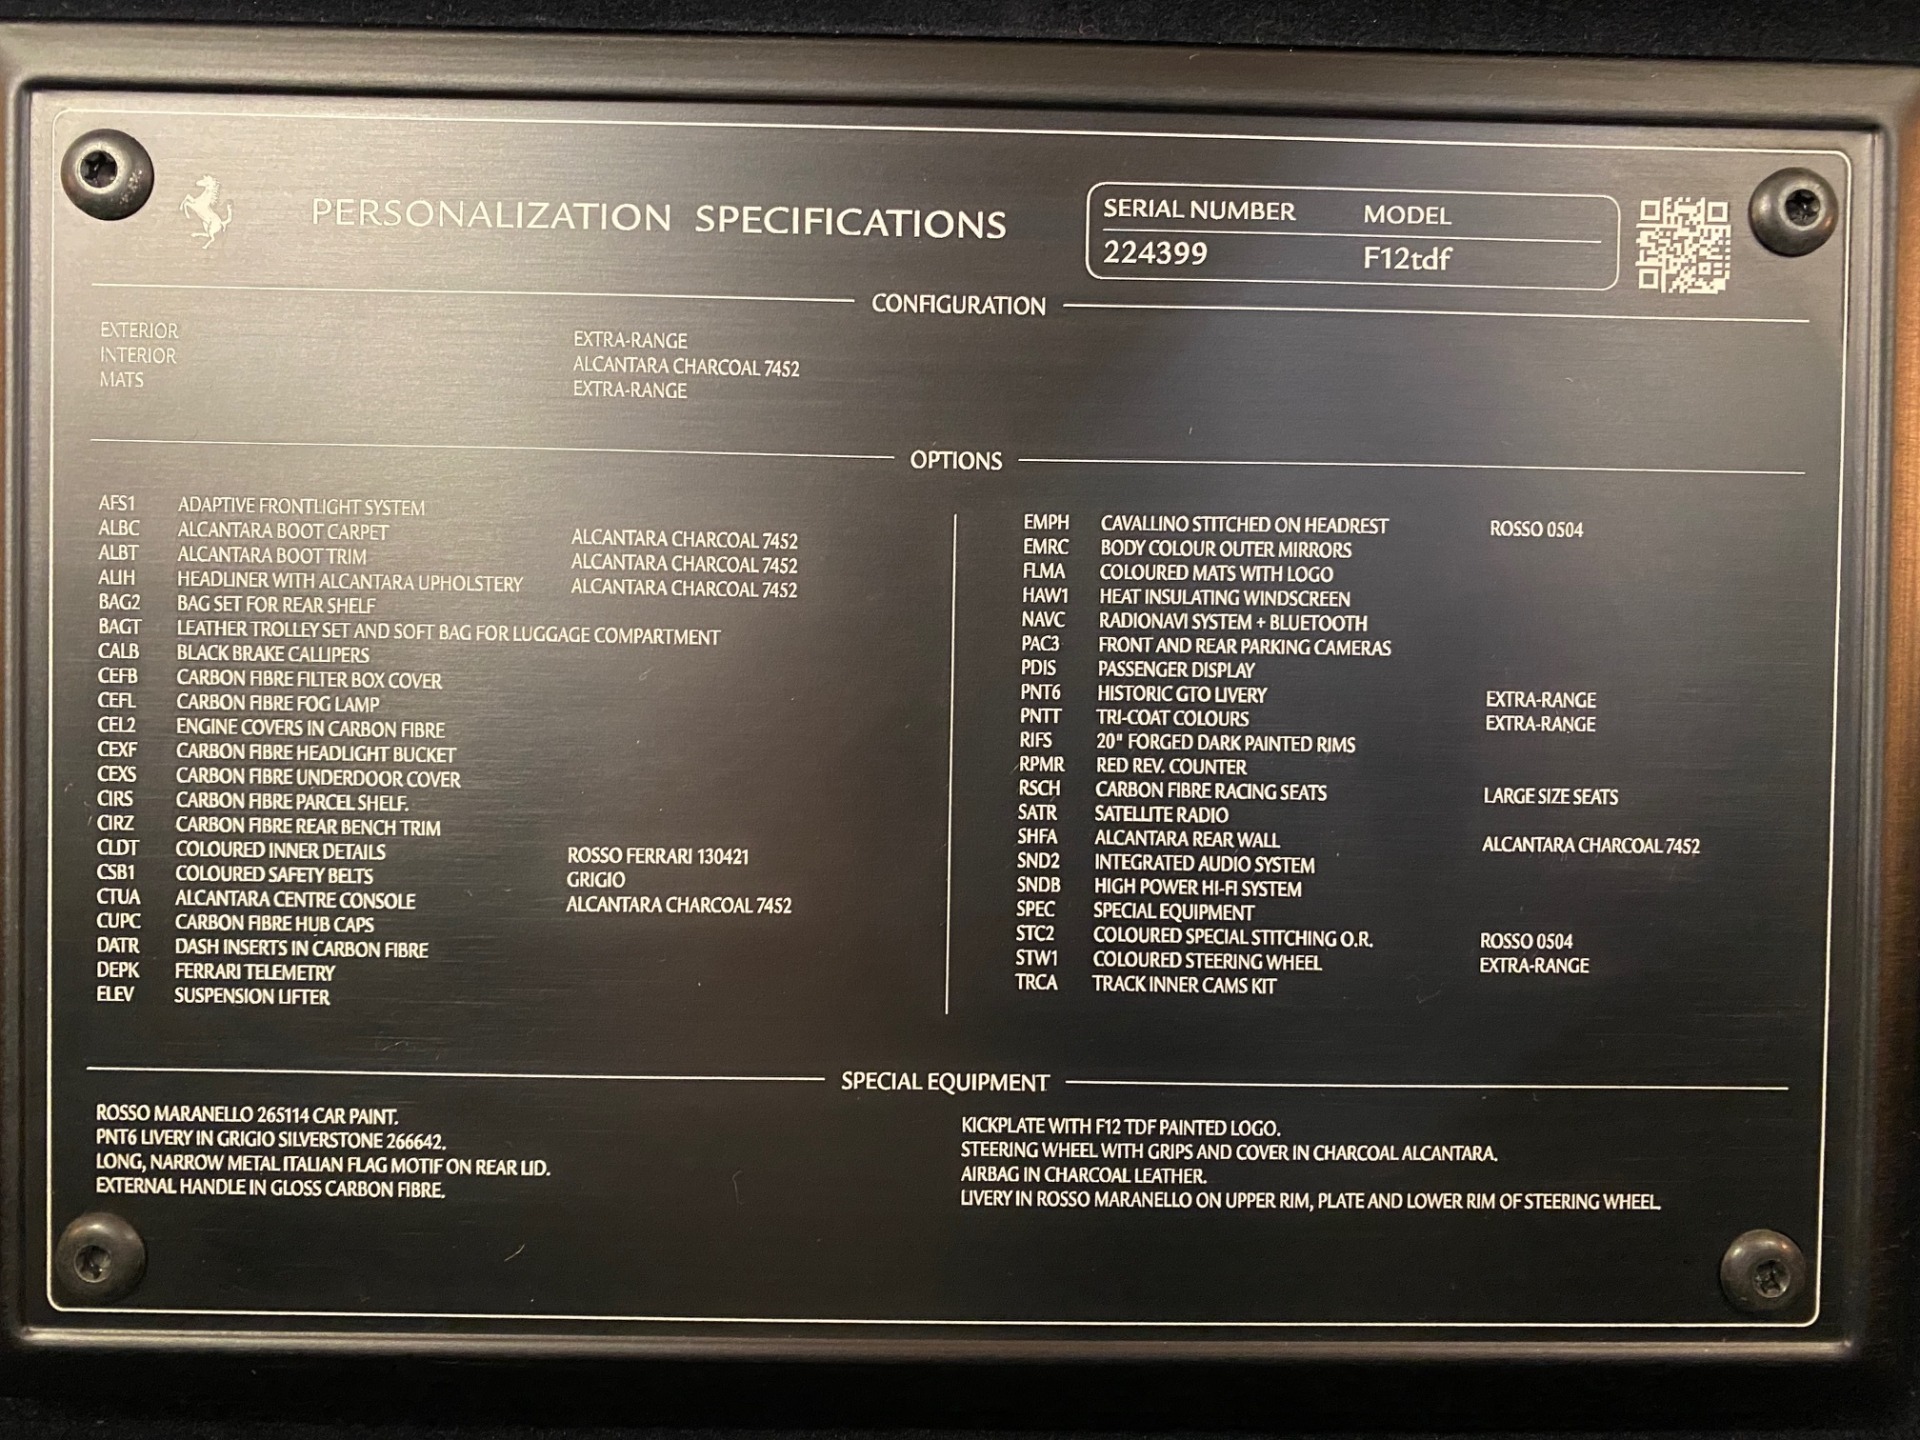 PERSONALIZATION SPECIFICATIONS
SERIAL NUMBER MODEL
224399 F12tdf
CONFIGURATION
EXTERIOR EXTRA-RANGE
INTERIOR ALCANTARA CHARCOAL 7452
MATS EXTRA-RANGE
OPTIONS
AFS1 ADAPTIVE FRONTLIGHT SYSTEM
ALBC ALCANTARA BOOT CARPET ALCANTARA CHARCOAL 7452
ALBT ALCANTARA BOOT TRIM ALCANTARA CHARCOAL 7452
ALIH HEADLINER WITH ALCANTARA UPHOLSTERY ALCANTARA CHARCOAL 7452
BAG2 BAG SET FOR REAR SHELF
BAGT LEATHER TROLLEY SET AND SOFT BAG FOR LUGGAGE COMPARTMENT
CALB BLACK BRAKE CALLIPERS
CEFB CARBON FIBRE FILTER BOX COVER
CEFL CARBON FIBRE FOG LAMP
CEL2 ENGINE COVERS IN CARBON FIBRE
CEXF CARBON FIBRE HEADLIGHT BUCKET
CEXS CARBON FIBRE UNDERDOOR COVER
CIRS CARBON FIBRE PARCEL SHELF.
CIRZ CARBON FIBRE REAR BENCH TRIM
CLDT COLOURED INNER DETAILS ROSSO FERRARI 130421
CSB1 COLOURED SAFETY BELTS GRIGIO
CTUA ALCANTARA CENTRE CONSOLE ALCANTARA CHARCOAL 7452
CUPC CARBON FIBRE HUB CAPS
DATR DASH INSERTS IN CARBON FIBRE
DEPK FERRARI TELEMETRY
ELEV SUSPENSION LIFTER
EMPH CAVALLINO STITCHED ON HEADREST ROSSO 0504
EMRC BODY COLOUR OUTER MIRRORS
FLMA COLOURED MATS WITH LOGO
HAW1 HEAT INSULATING WINDSCREEN
NAVC RADIONAVI SYSTEM + BLUETOOTH
PAC3 FRONT AND REAR PARKING CAMERAS
PDIS PASSENGER DISPLAY
PNT6 HISTORIC GTO LIVERY EXTRA-RANGE
PNTT TRI-COAT COLOURS EXTRA-RANGE
RIFS 20" FORGED DARK PAINTED RIMS
RPMR RED REV. COUNTER
RSCH CARBON FIBRE RACING SEATS LARGE SIZE SEATS
SATR SATELLITE RADIO
SHFA ALCANTARA REAR WALL ALCANTARA CHARCOAL 7452
SND2 INTEGRATED AUDIO SYSTEM
SNDB HIGH POWER HI-FI SYSTEM
SPEC SPECIAL EQUIPMENT
STC2 COLOURED SPECIAL STITCHING O.R. ROSSO 0504
STW1 COLOURED STEERING WHEEL EXTRA-RANGE
TRCA TRACK INNER CAMS KIT
SPECIAL EQUIPMENT
ROSSO MARANELLO 265114 CAR PAINT.
PNT6 LIVERY IN GRIGIO SILVERSTONE 266642.
LONG, NARROW METAL ITALIAN FLAG MOTIF ON REAR LID.
EXTERNAL HANDLE IN GLOSS CARBON FIBRE.
KICKPLATE WITH F12 TDF PAINTED LOGO.
STEERING WHEEL WITH GRIPS AND COVER IN CHARCOAL ALCANTARA.
AIRBAG IN CHARCOAL LEATHER.
LIVERY IN ROSSO MARANELLO ON UPPER RIM, PLATE AND LOWER RIM OF STEERING WHEEL.